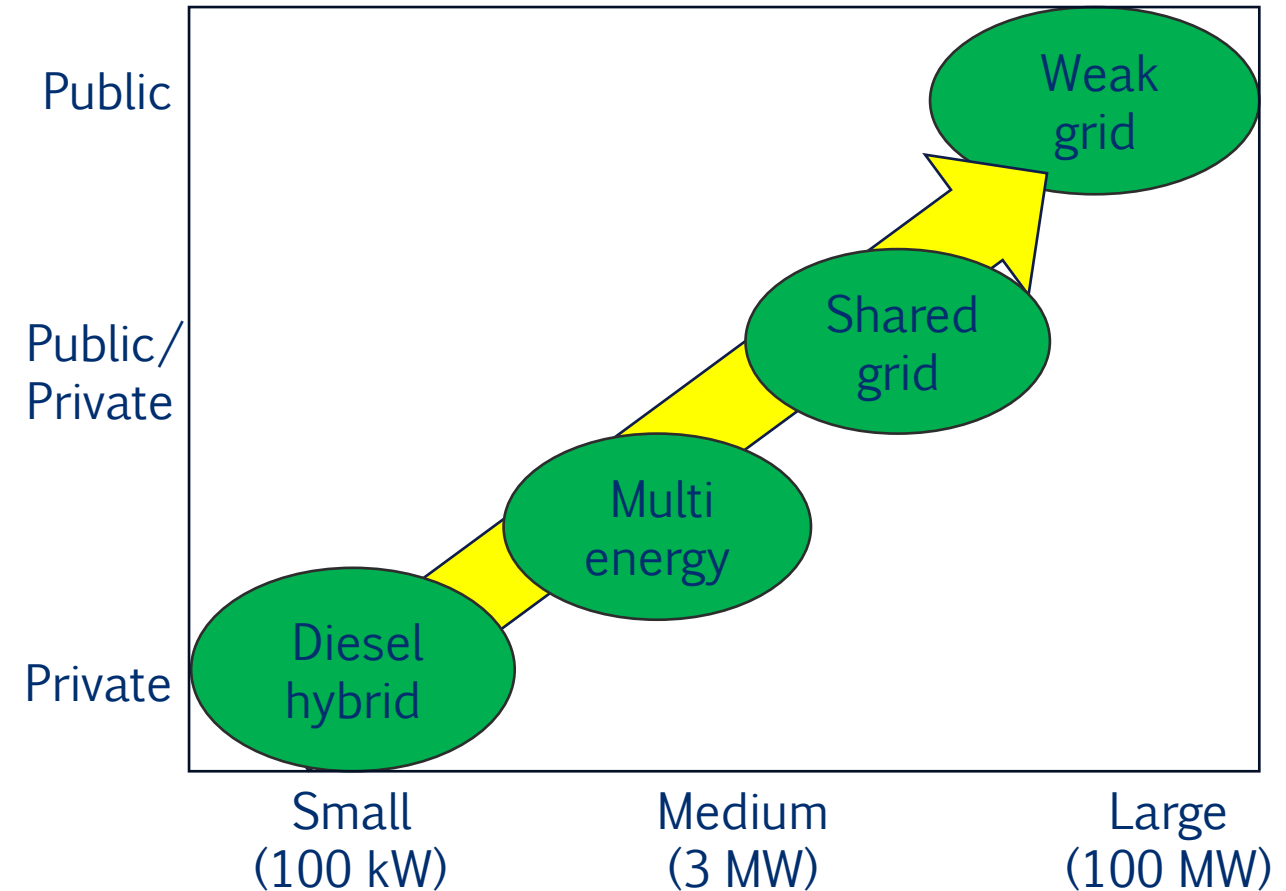 Public
Weak
grid
Public/
Private
Shared
grid
Multi
energy
Private
Diesel
hybrid
Small
(100 kW)
Medium
(3 MW)
Large
(100 MW)